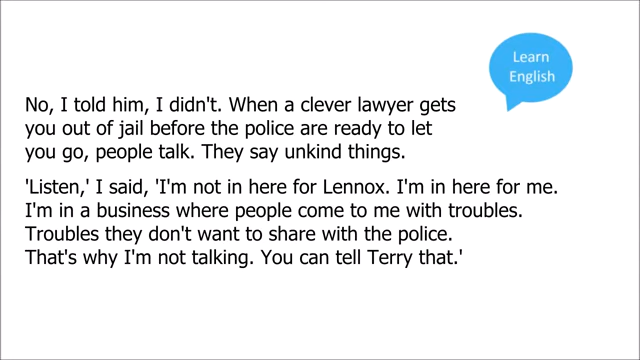 Learn
English
No, I told him, I didn't. When a clever lawyer gets
you out of jail before the police are ready to let
you go, people talk. They say unkind things.
'Listen,' I said, 'I'm not in here for Lennox. I'm in here for me.
I'm in a business where people come to me with troubles.
Troubles they don't want to share with the police.
That's why I'm not talking. You can tell Terry that.'